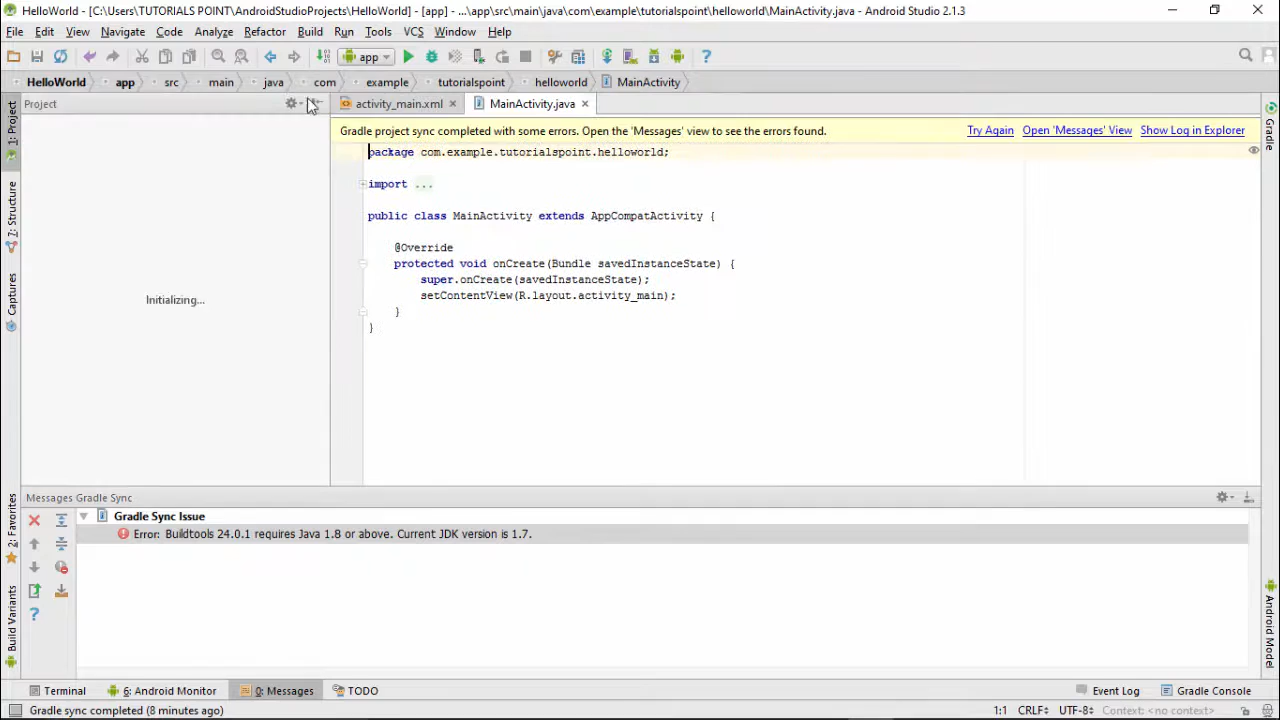 HelloWorld - [C:\Users\TUTORIALS POINT\AndroidStudioProjects\HelloWorld] - [app] - ...\app\src\main\java\com\example\tutorialspoint\helloworld\MainActivity.java - Android Studio 2.1.3
File Edit View Navigate Code Analyze Refactor Build Run Tools VCS Window Help
app
HelloWorld app src main java com example tutorialspoint helloworld MainActivity
Project
activity_main.xml MainActivity.java
Gradle project sync completed with some errors. Open the 'Messages' view to see the errors found. Try Again Open 'Messages' View Show Log in Explorer
package com.example.tutorialspoint.helloworld;
import ...
public class MainActivity extends AppCompatActivity {
@Override
protected void onCreate(Bundle savedInstanceState) {
super.onCreate(savedInstanceState);
setContentView(R.layout.activity_main);
}
}
Initializing...
1: Project
7: Structure
Captures
2: Favorites
Build Variants
Gradle
Android Model
Messages Gradle Sync
Gradle Sync Issue
Error: Buildtools 24.0.1 requires Java 1.8 or above. Current JDK version is 1.7.
Terminal 6: Android Monitor 0: Messages TODO Event Log Gradle Console
Gradle sync completed (8 minutes ago) 1:1 CRLF UTF-8 Context: <no context>